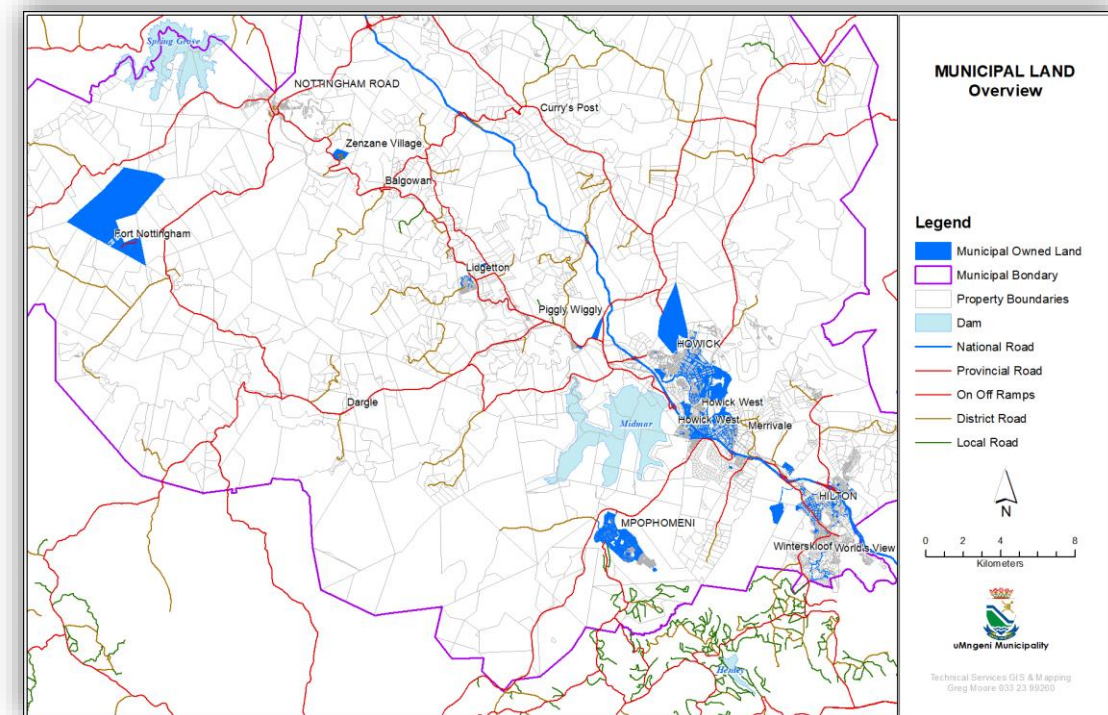 Spring Grove
NOTTINGHAM ROAD
Curry's Post
Zenzane Village
Balgowan
Fort Nottingham
Lidgetton
Piggly Wiggly
HOWICK
Howick West
Dargle
Midmar
Howick West
Merrivale
HILTON
MPOPHOMENI
Winterskloof
World's View
Henley
MUNICIPAL LAND
Overview
Legend
Municipal Owned Land
Municipal Bondary
Property Boundaries
Dam
National Road
Provincial Road
On Off Ramps
District Road
Local Road
N
0 2 4 8
Kilometers
uMngeni Municipality
Technical Services GIS & Mapping
Greg Moore 033 23 99260